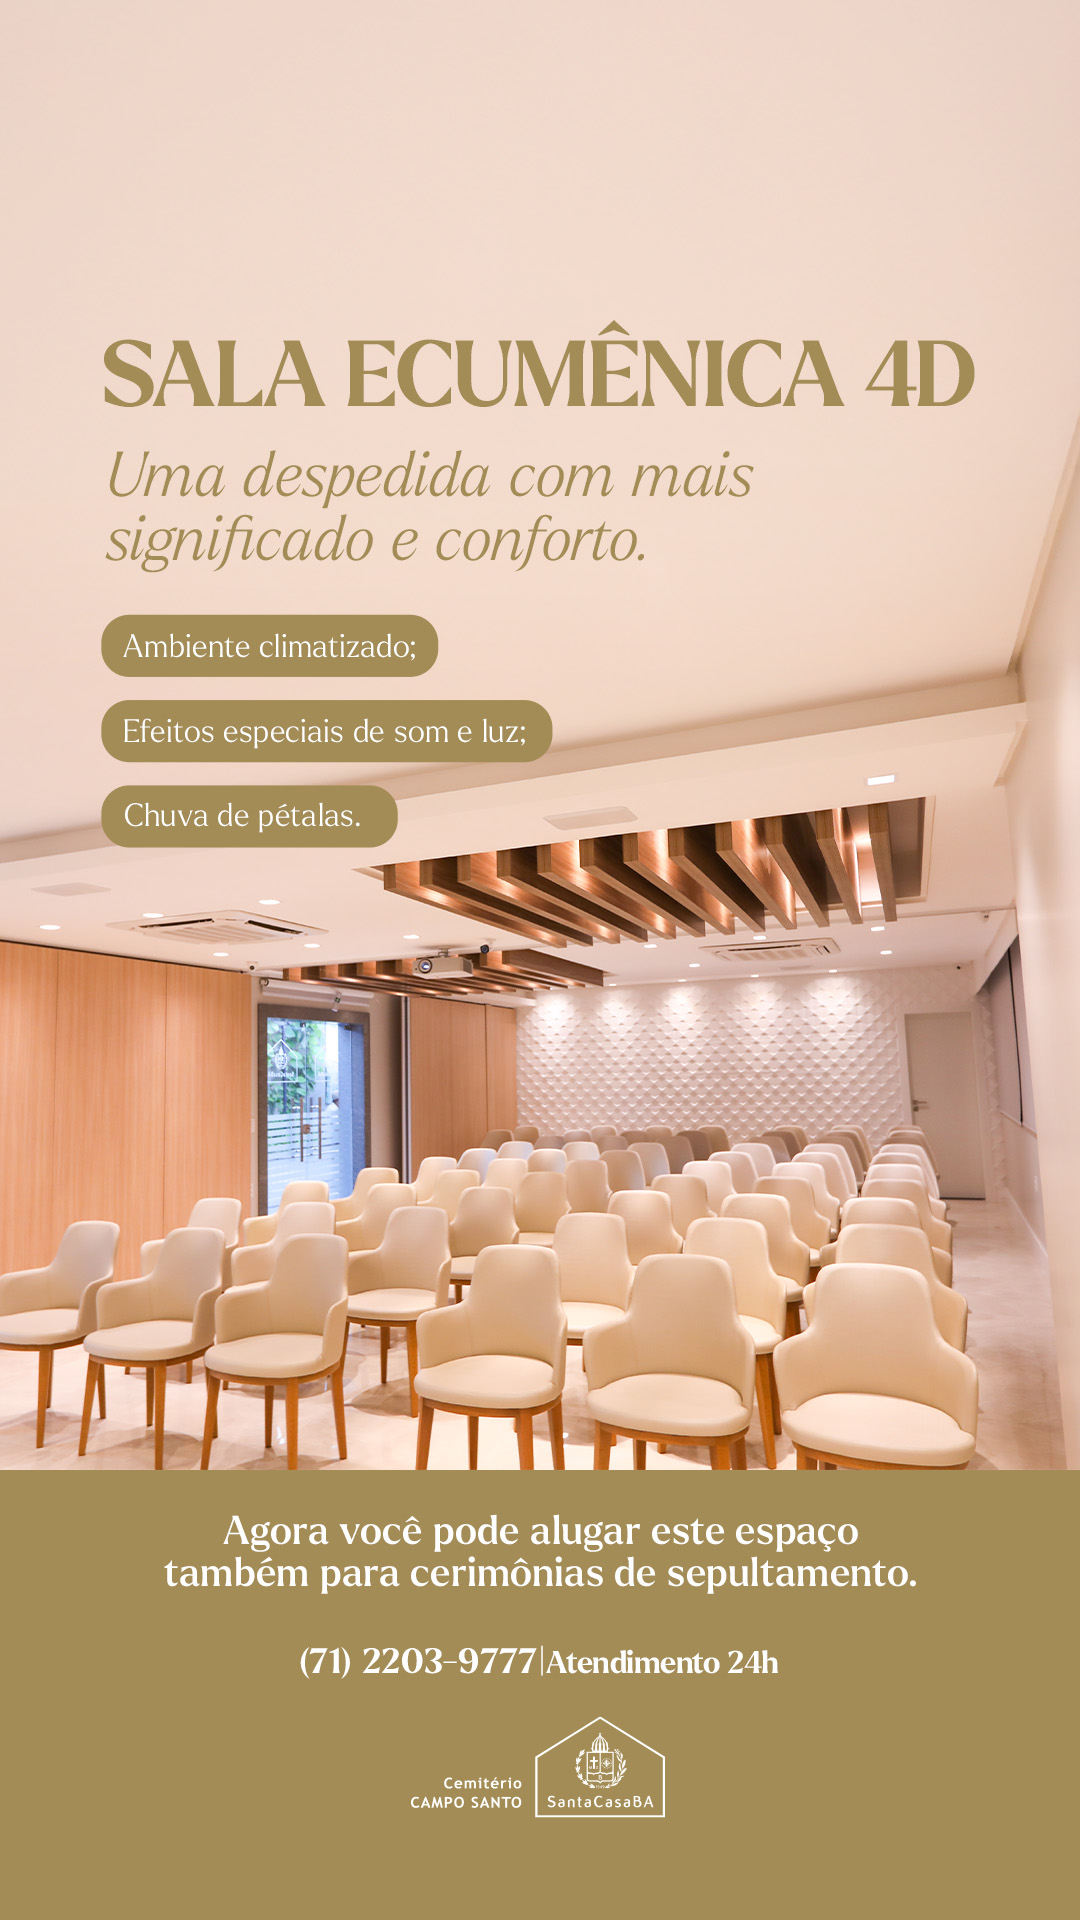 SALA ECUMÊNICA 4D
Uma despedida com mais
significado e conforto.
Ambiente climatizado;
Efeitos especiais de som e luz;
Chuva de pétalas.
Agora você pode alugar este espaço
também para cerimônias de sepultamento.
(71) 2203-9777|Atendimento 24h
Cemitério
CAMPO SANTO
SantaCasaBA